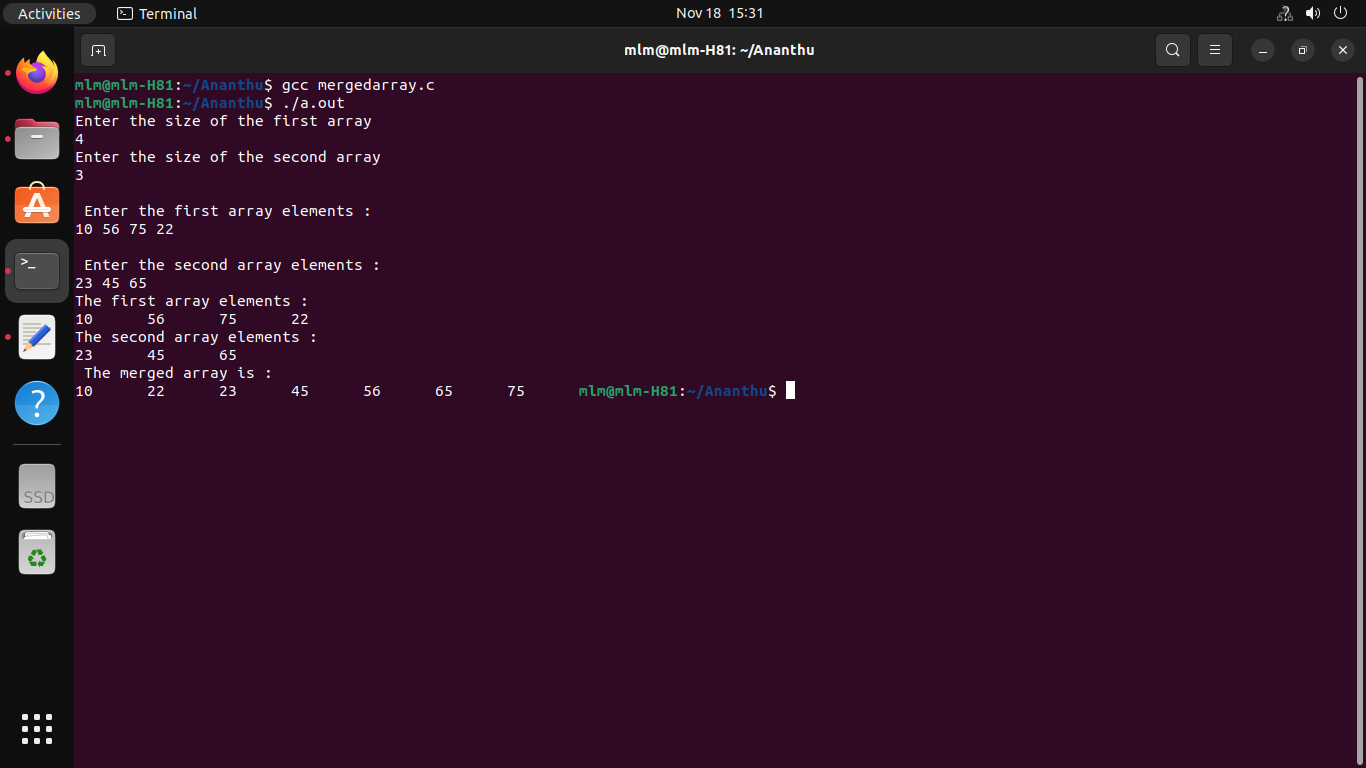 Activities Terminal Nov 18 15:31
mlm@mlm-H81: ~/Ananthu
mlm@mlm-H81:~/Ananthu$ gcc mergedarray.c
mlm@mlm-H81:~/Ananthu$ ./a.out
Enter the size of the first array
4
Enter the size of the second array
3
Enter the first array elements :
10 56 75 22
Enter the second array elements :
23 45 65
The first array elements :
10 56 75 22
The second array elements :
23 45 65
The merged array is :
10 22 23 45 56 65 75 mlm@mlm-H81:~/Ananthu$
SSD